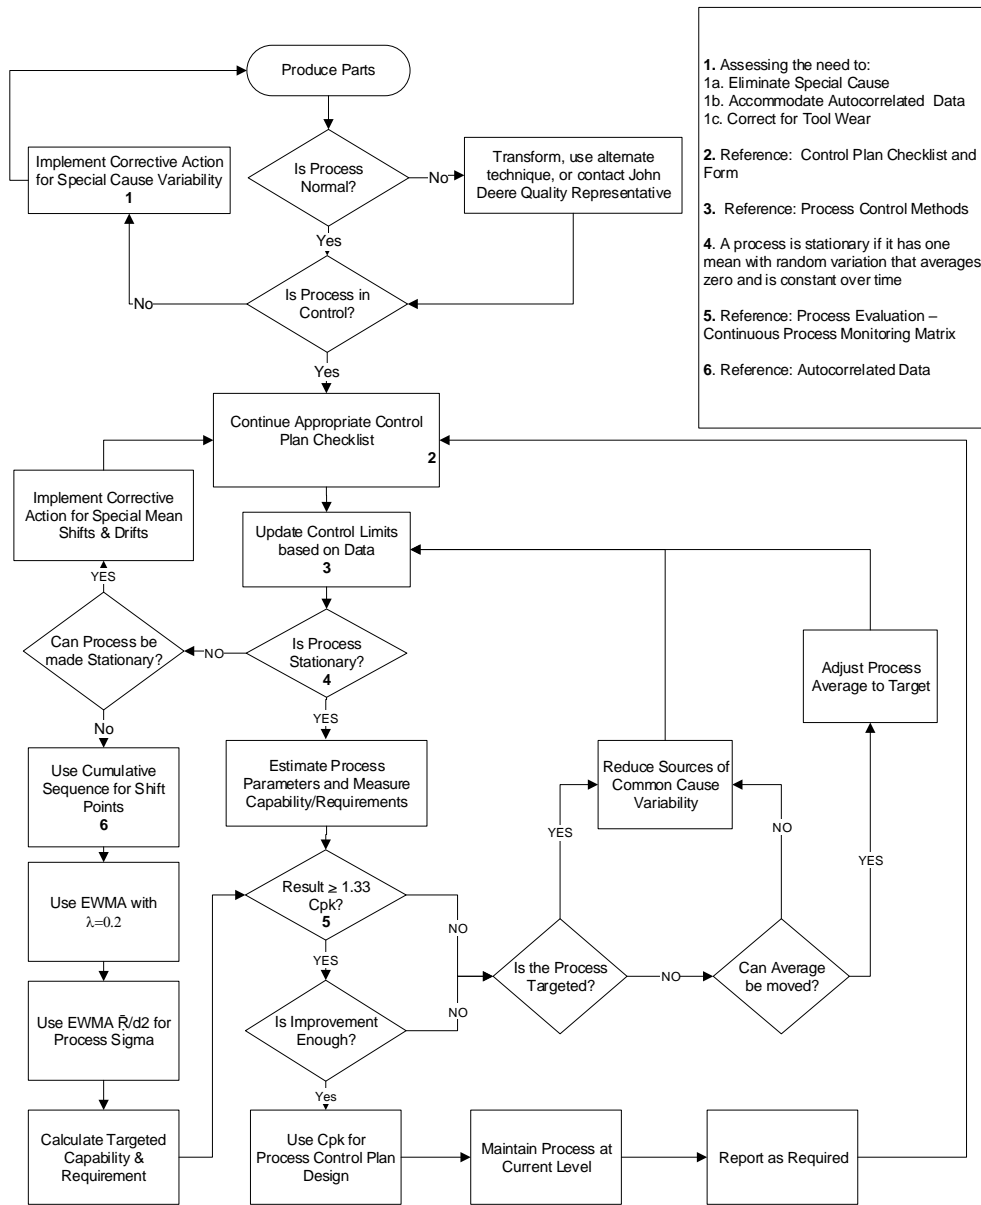 Produce Parts
Is Process
Normal?
No
Transform, use alternate
technique, or contact John
Deere Quality Representative
Implement Corrective Action
for Special Cause Variability
1
Yes
Is Process in
Control?
No
Yes
Continue Appropriate Control
Plan Checklist
2
Implement Corrective
Action for Special Mean
Shifts & Drifts
Update Control Limits
based on Data
3
YES
Can Process be
made Stationary?
NO
Is Process
Stationary?
4
No
YES
Use Cumulative
Sequence for Shift
Points
6
Estimate Process
Parameters and Measure
Capability/Requirements
Reduce Sources of
Common Cause
Variability
Adjust Process
Average to Target
YES
NO
YES
Use EWMA with
λ=0.2
Result ≥ 1.33
Cpk?
5
NO
YES
Is the Process
Targeted?
NO
Can Average
be moved?
Use EWMA R̄/d2 for
Process Sigma
Is Improvement
Enough?
NO
Yes
Calculate Targeted
Capability &
Requirement
Use Cpk for
Process Control Plan
Design
Maintain Process at
Current Level
Report as Required
1. Assessing the need to:
1a. Eliminate Special Cause
1b. Accommodate Autocorrelated Data
1c. Correct for Tool Wear
2. Reference: Control Plan Checklist and
Form
3. Reference: Process Control Methods
4. A process is stationary if it has one
mean with random variation that averages
zero and is constant over time
5. Reference: Process Evaluation –
Continuous Process Monitoring Matrix
6. Reference: Autocorrelated Data